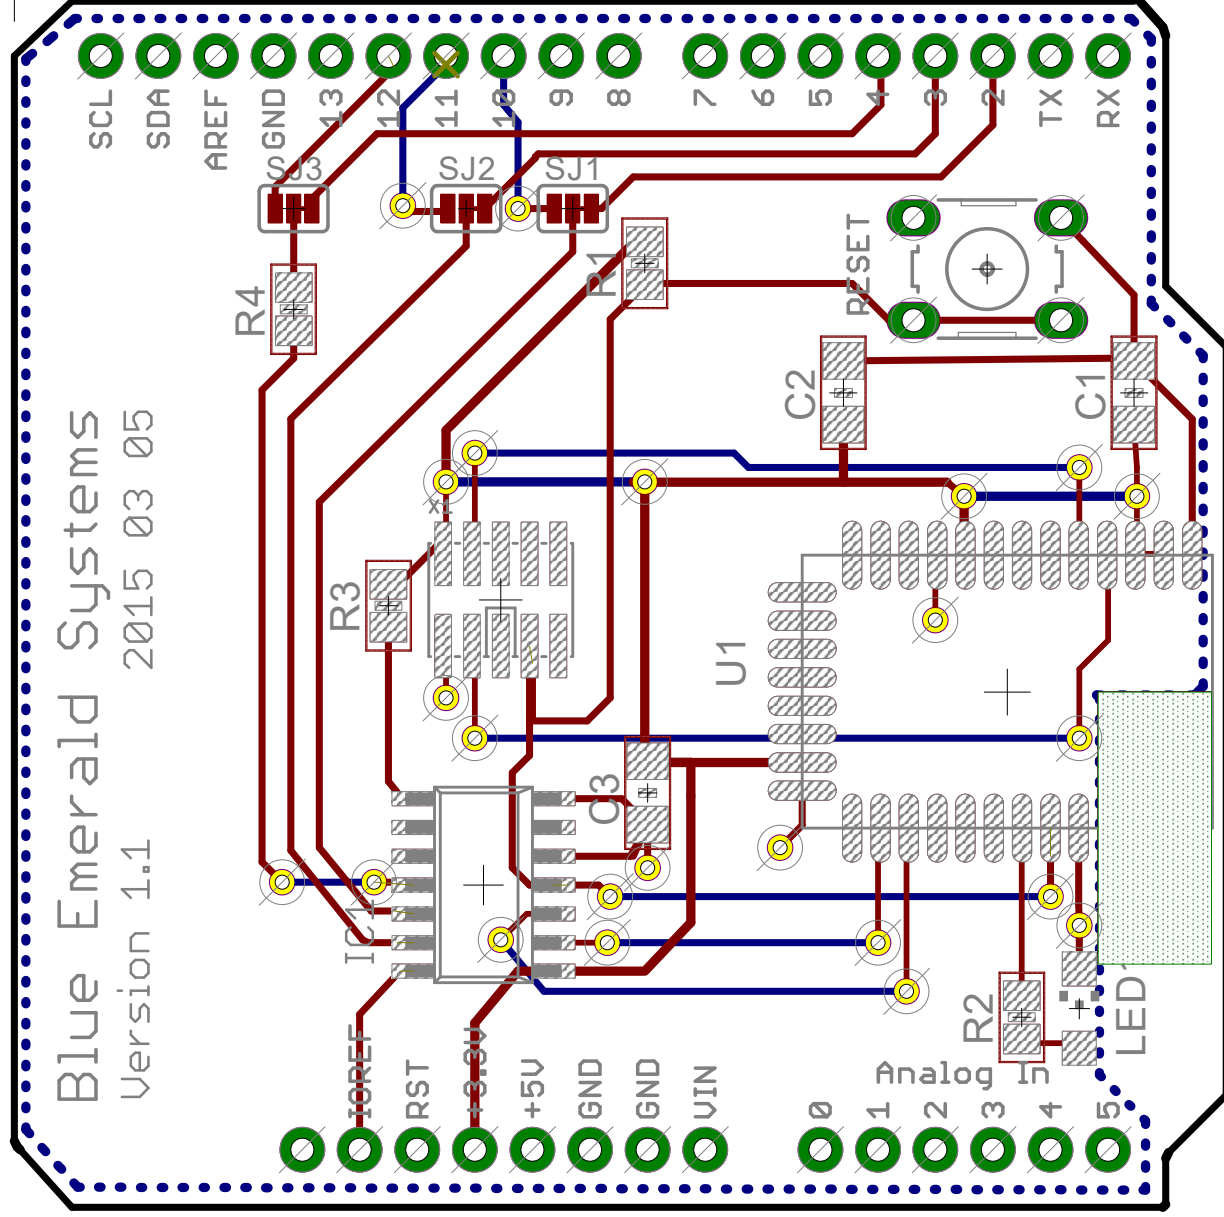 SCL
SDA
AREF
GND
13
12
11
10
9
8
7
6
5
4
3
2
TX
RX
SJ3
SJ2
SJ1
RESET
R1
R4
C2
C1
R3
U1
C3
IC1
R2
LED
Blue Emerald Systems
2015 03 05
Version 1.1
IOREF
RST
+3.3V
+5V
GND
GND
VIN
Analog In
0
1
2
3
4
5